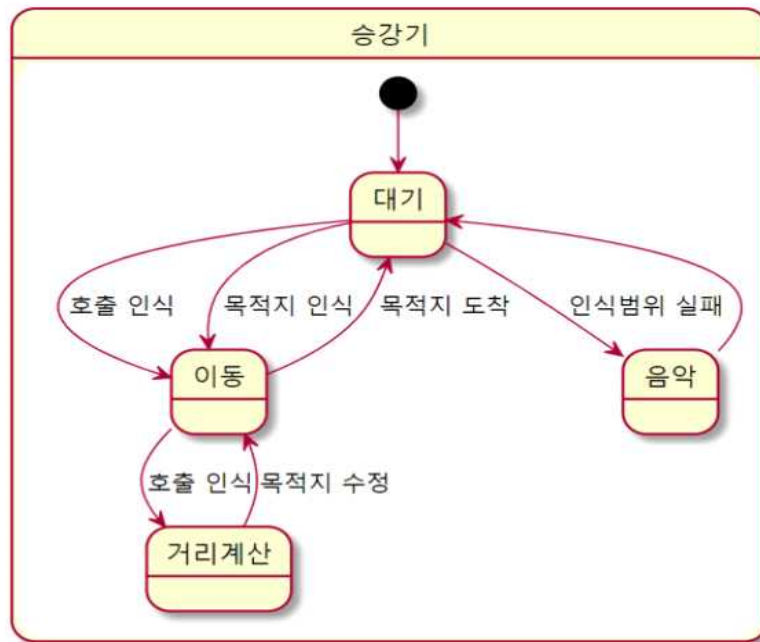 승강기
대기
호출 인식
목적지 인식
목적지 도착
인식범위 실패
이동
음악
호출 인식
목적지 수정
거리계산